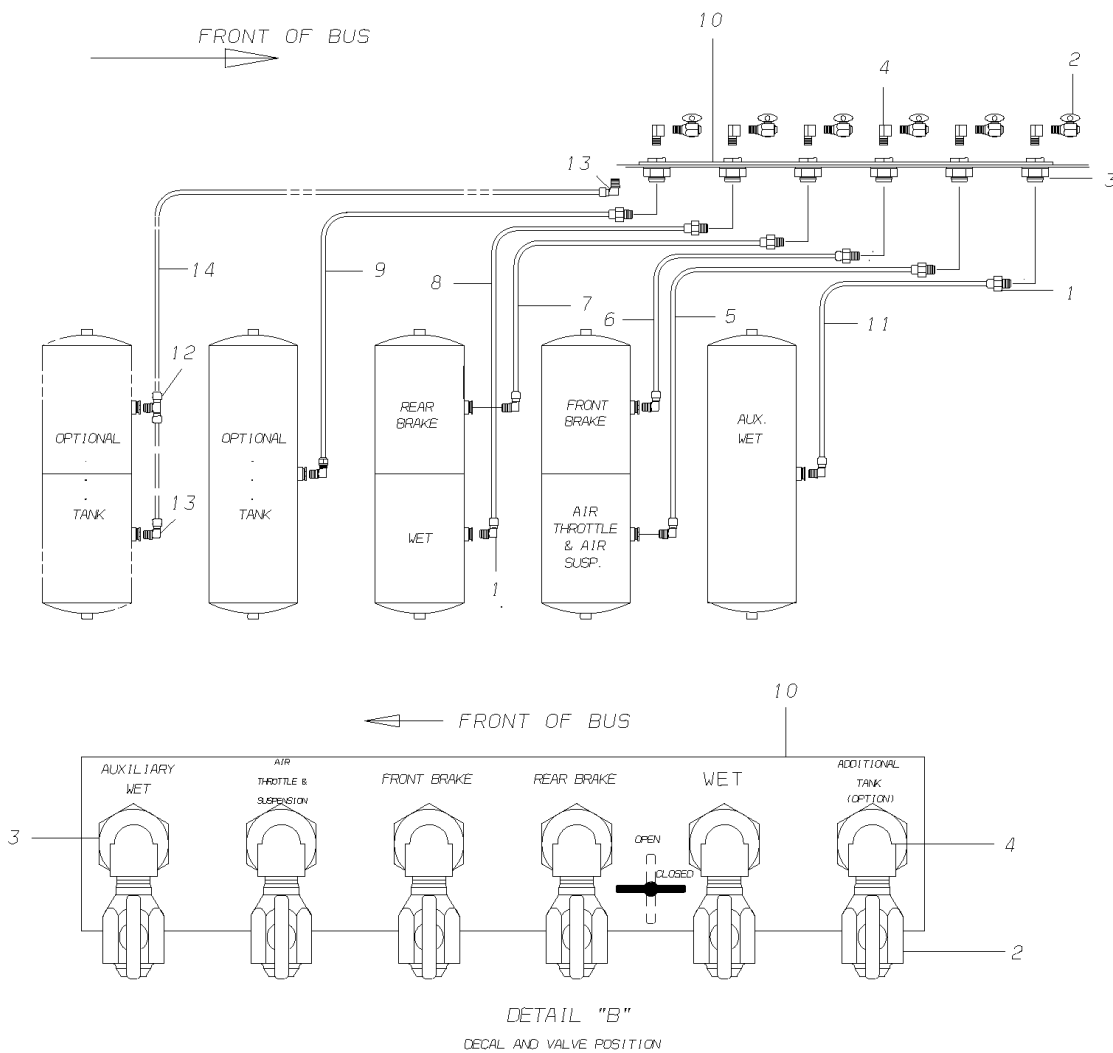 FRONT OF BUS
10
4
2
13
3
14
9
8
7
6
5
11
1
12
OPTIONAL
.
.
TANK
13
OPTIONAL
.
.
TANK
REAR
BRAKE
WET
1
FRONT
BRAKE
AIR
THROTTLE
& AIR
SUSP.
AUX.
WET
10
FRONT OF BUS
AUXILIARY
WET
AIR
THROTTLE &
SUSPENSION
FRONT BRAKE
REAR BRAKE
WET
ADDITIONAL
TANK
(OPTION)
3
OPEN
CLOSED
4
2
DETAIL "B"
DECAL AND VALVE POSITION